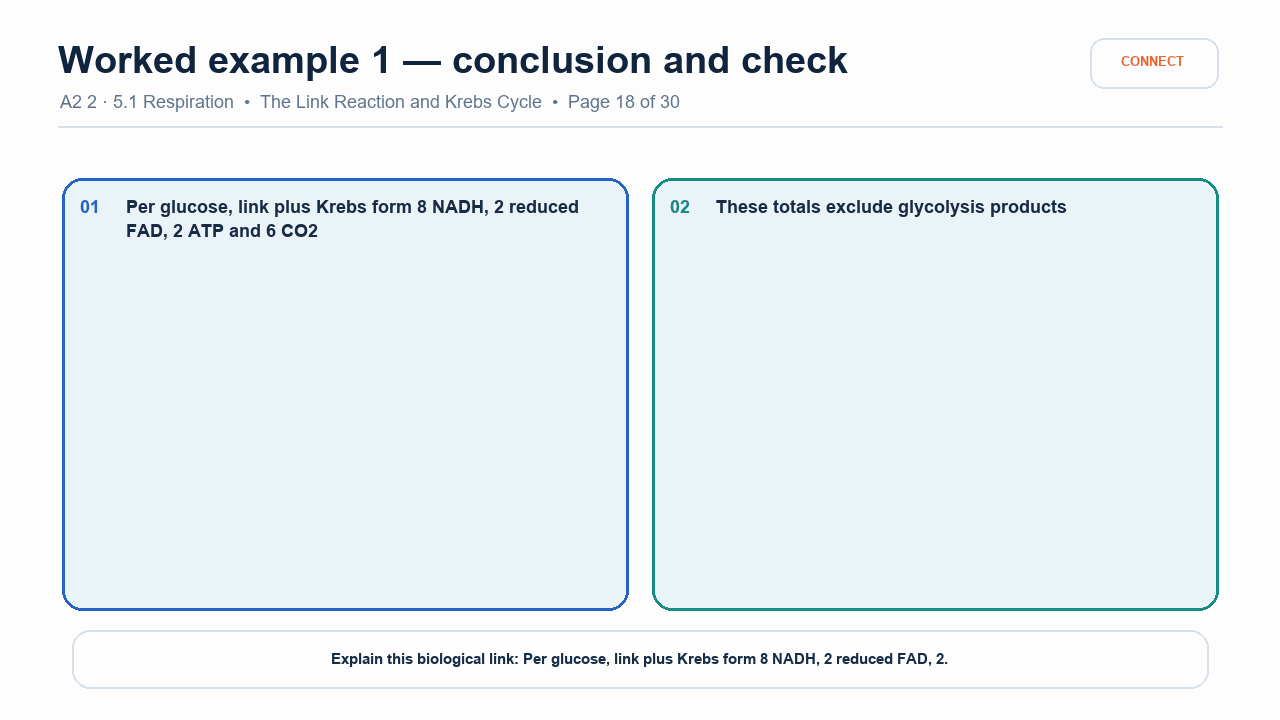 Worked example 1 — conclusion and check
CONNECT
A2 2 · 5.1 Respiration • The Link Reaction and Krebs Cycle • Page 18 of 30
01 Per glucose, link plus Krebs form 8 NADH, 2 reduced
FAD, 2 ATP and 6 CO2
02 These totals exclude glycolysis products
Explain this biological link: Per glucose, link plus Krebs form 8 NADH, 2 reduced FAD, 2.